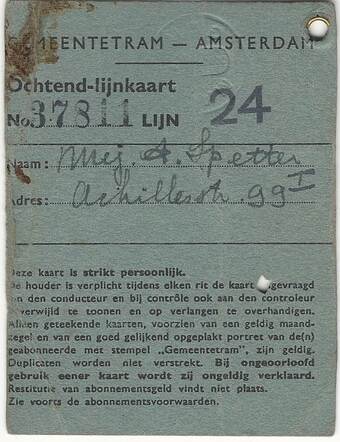 GEMEENTETRAM — AMSTERDAM
Ochtend-lijnkaart
No. 37811 LIJN 24
Naam: Mej. A. Spetter
Adres: Achillesstr. 99 I
Deze kaart is strikt persoonlijk.
De houder is verplicht tijdens elken rit de kaart ongevraagd
aan den conducteur en bij contrôle ook aan den controleur
onverwijld te toonen en op verlangen te overhandigen.
Alleen geteekende kaarten, voorzien van een geldig maand-
zegel en van een goed gelijkend opgeplakt portret van de(n)
geabonneerde met stempel „Gemeentetram", zijn geldig.
Duplicaten worden niet verstrekt. Bij ongeoorloofd
gebruik eener kaart wordt zij ongeldig verklaard.
Restitutie van abonnementsgeld vindt niet plaats.
Zie voorts de abonnementsvoorwaarden.